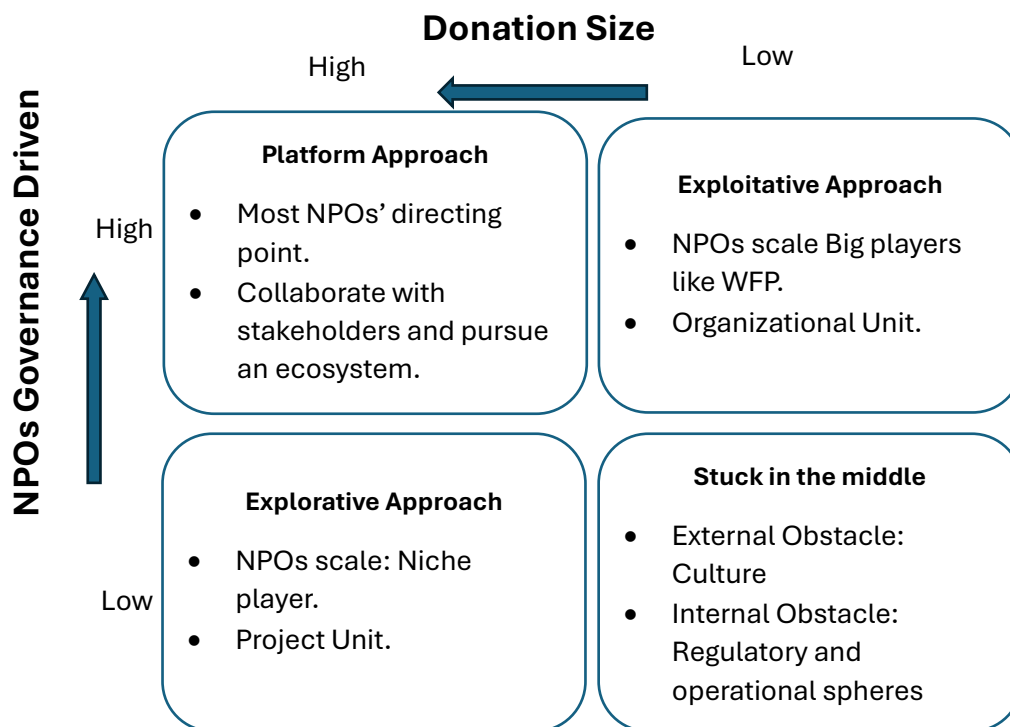 Donation Size
High
Low
NPOs Governance Driven
High
Platform Approach
• Most NPOs’ directing
point.
• Collaborate with
stakeholders and pursue
an ecosystem.
Exploitative Approach
• NPOs scale Big players
like WFP.
• Organizational Unit.
Low
Explorative Approach
• NPOs scale: Niche
player.
• Project Unit.
Stuck in the middle
• External Obstacle:
Culture
• Internal Obstacle:
Regulatory and
operational spheres